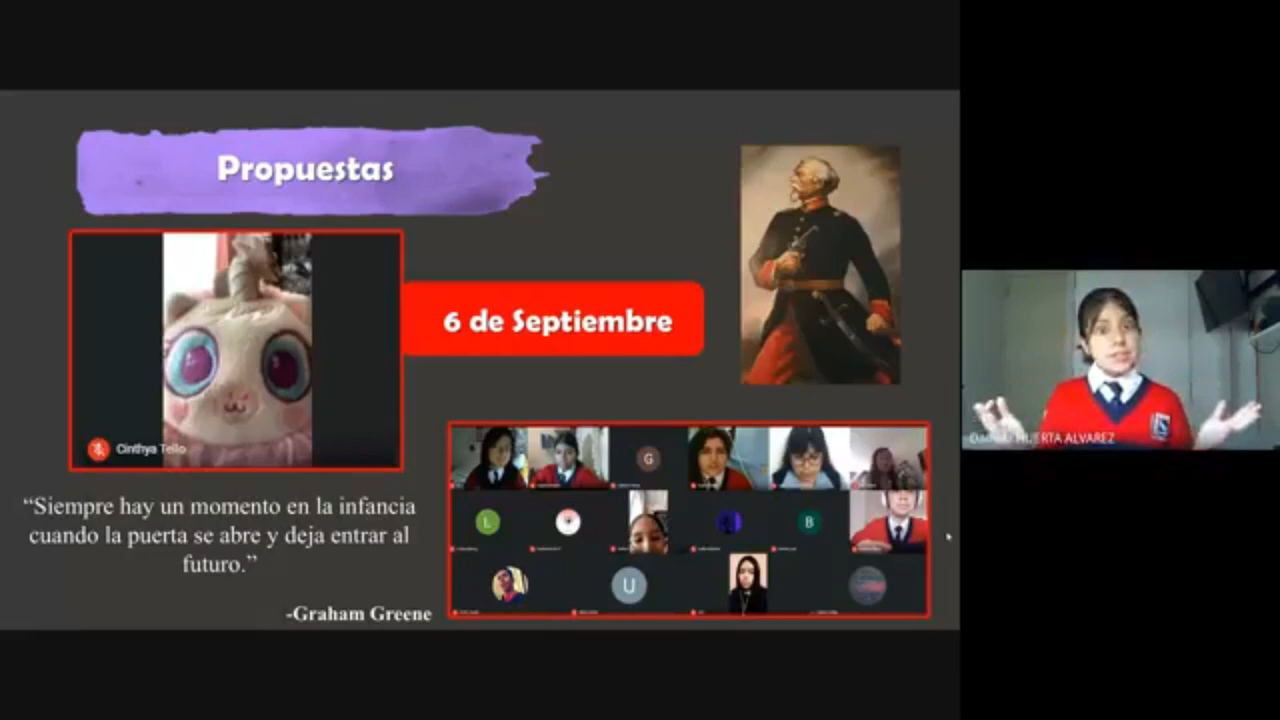 Propuestas
Cinthya Tello
6 de Septiembre
“Siempre hay un momento en la infancia
cuando la puerta se abre y deja entrar al
futuro.”
-Graham Greene
G
L
B
U
HUERTA ALVAREZ